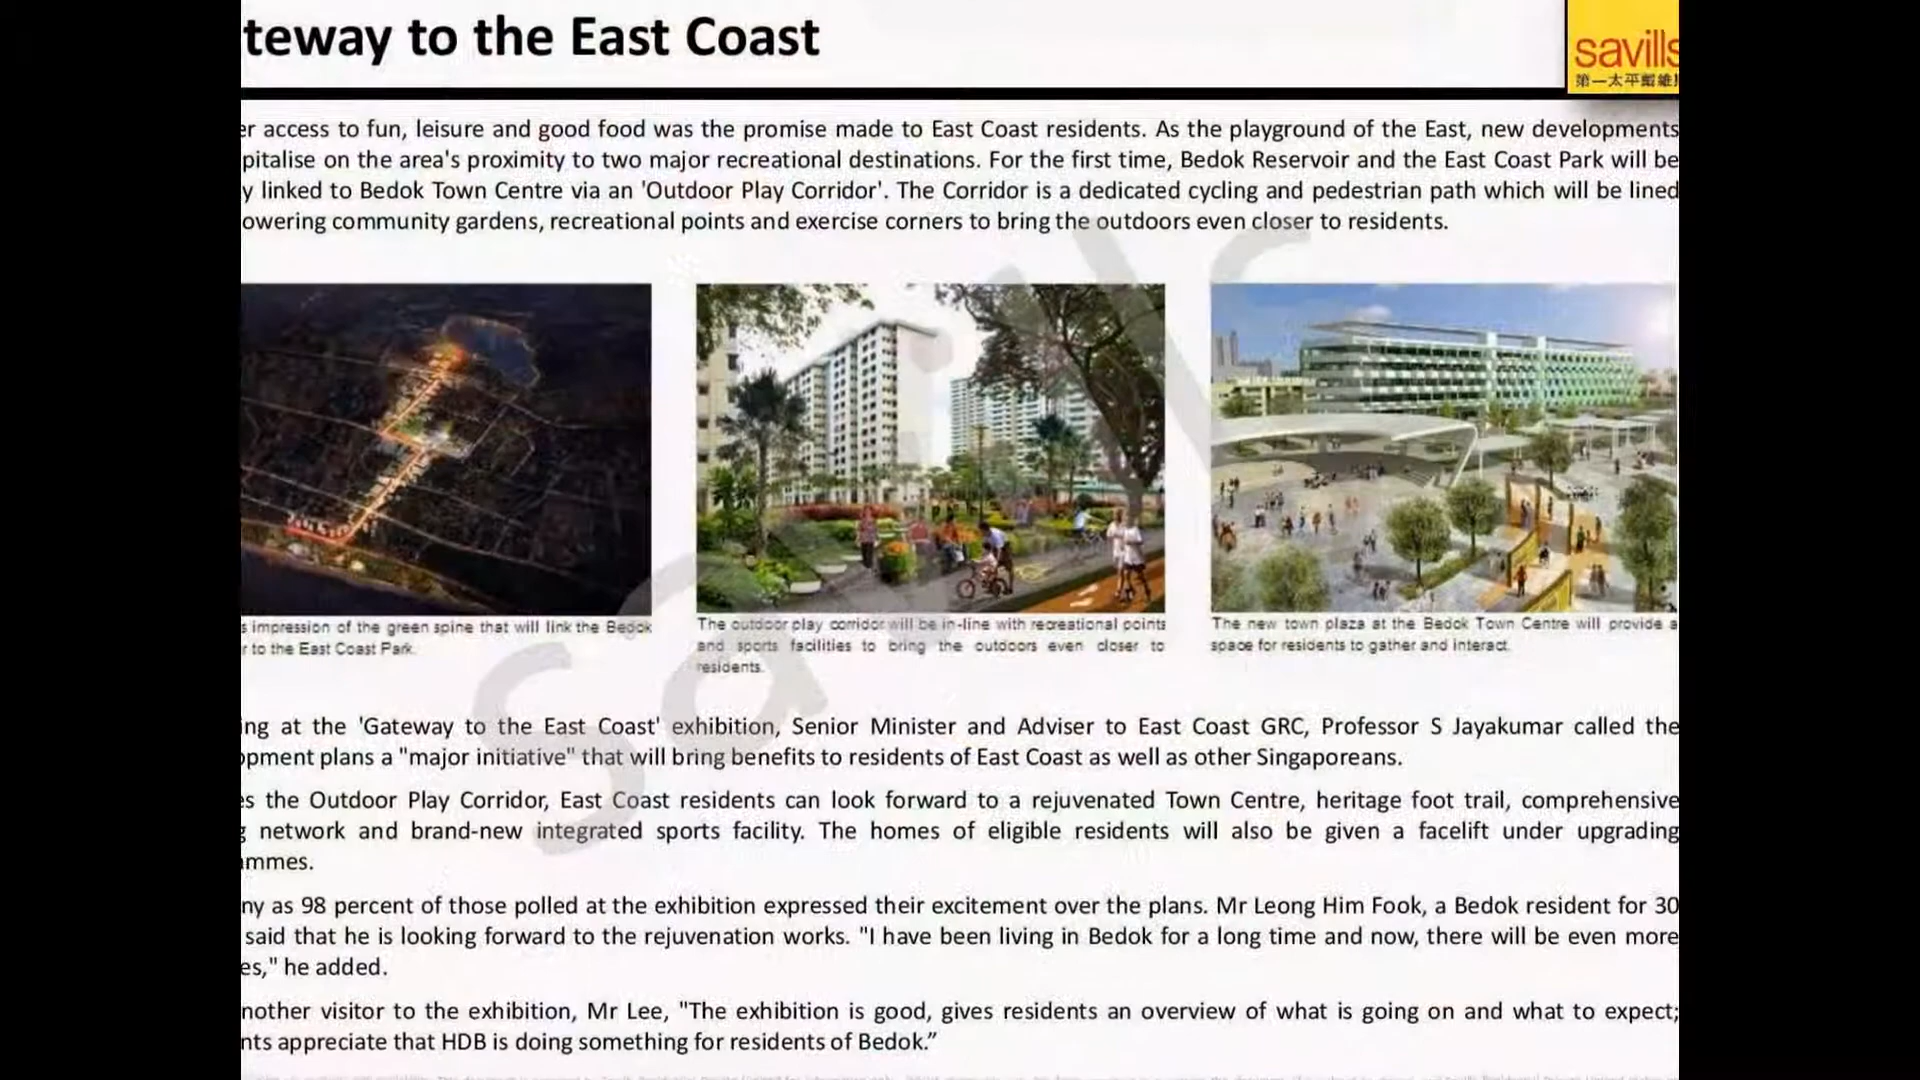 teway to the East Coast
savills
第一太平戴維斯
er access to fun, leisure and good food was the promise made to East Coast residents. As the playground of the East, new developments
pitalise on the area's proximity to two major recreational destinations. For the first time, Bedok Reservoir and the East Coast Park will be
y linked to Bedok Town Centre via an 'Outdoor Play Corridor'. The Corridor is a dedicated cycling and pedestrian path which will be lined
owering community gardens, recreational points and exercise corners to bring the outdoors even closer to residents.
s impression of the green spine that will link the Bedok
r to the East Coast Park.
The outdoor play corridor will be in-line with recreational points
and sports facilities to bring the outdoors even closer to
residents.
The new town plaza at the Bedok Town Centre will provide a
space for residents to gather and interact.
savills
ing at the 'Gateway to the East Coast' exhibition, Senior Minister and Adviser to East Coast GRC, Professor S Jayakumar called the
opment plans a "major initiative" that will bring benefits to residents of East Coast as well as other Singaporeans.
es the Outdoor Play Corridor, East Coast residents can look forward to a rejuvenated Town Centre, heritage foot trail, comprehensive
g network and brand-new integrated sports facility. The homes of eligible residents will also be given a facelift under upgrading
ammes.
ny as 98 percent of those polled at the exhibition expressed their excitement over the plans. Mr Leong Him Fook, a Bedok resident for 30
said that he is looking forward to the rejuvenation works. "I have been living in Bedok for a long time and now, there will be even more
es," he added.
nother visitor to the exhibition, Mr Lee, "The exhibition is good, gives residents an overview of what is going on and what to expect;
nts appreciate that HDB is doing something for residents of Bedok.”